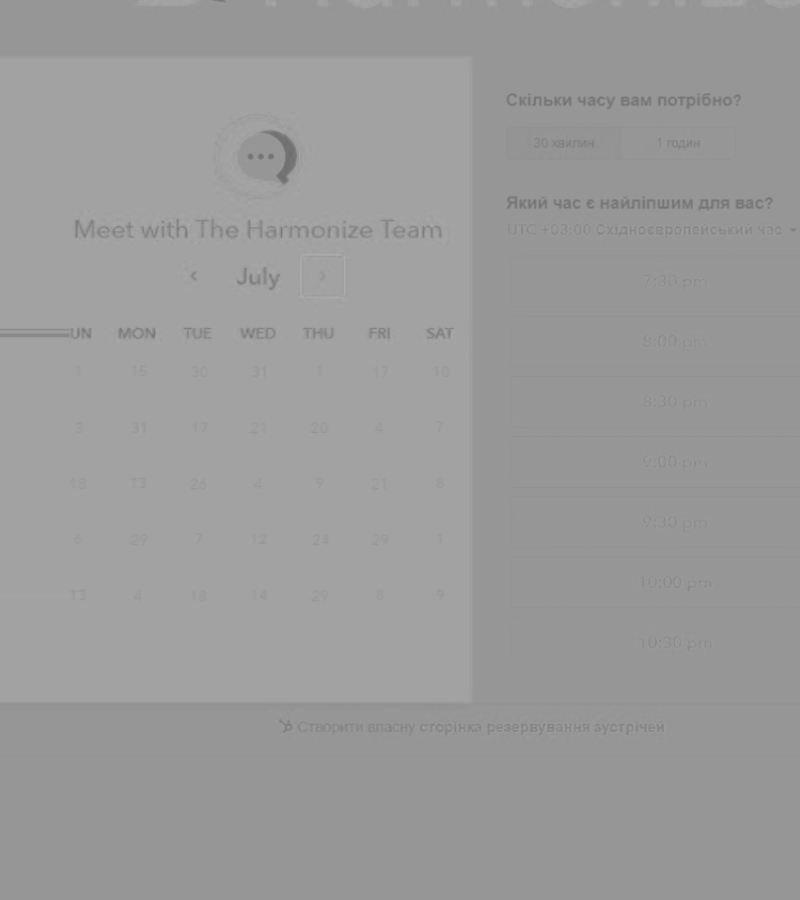 Harmonize
Meet with The Harmonize Team
July
UN MON TUE WED THU FRI SAT
1 15 30 31 1 17 10
3 31 17 21 20 4 7
18 13 26 4 9 21 8
6 29 7 12 24 29 1
13 4 18 14 29 8 9
Скільки часу вам потрібно?
30 хвилин 1 годин
Який час є найліпшим для вас?
UTC +03:00 Східноєвропейський час
7:30 pm
8:00 pm
8:30 pm
9:00 pm
9:30 pm
10:00 pm
10:30 pm
Створити власну сторінка резервування зустрічей